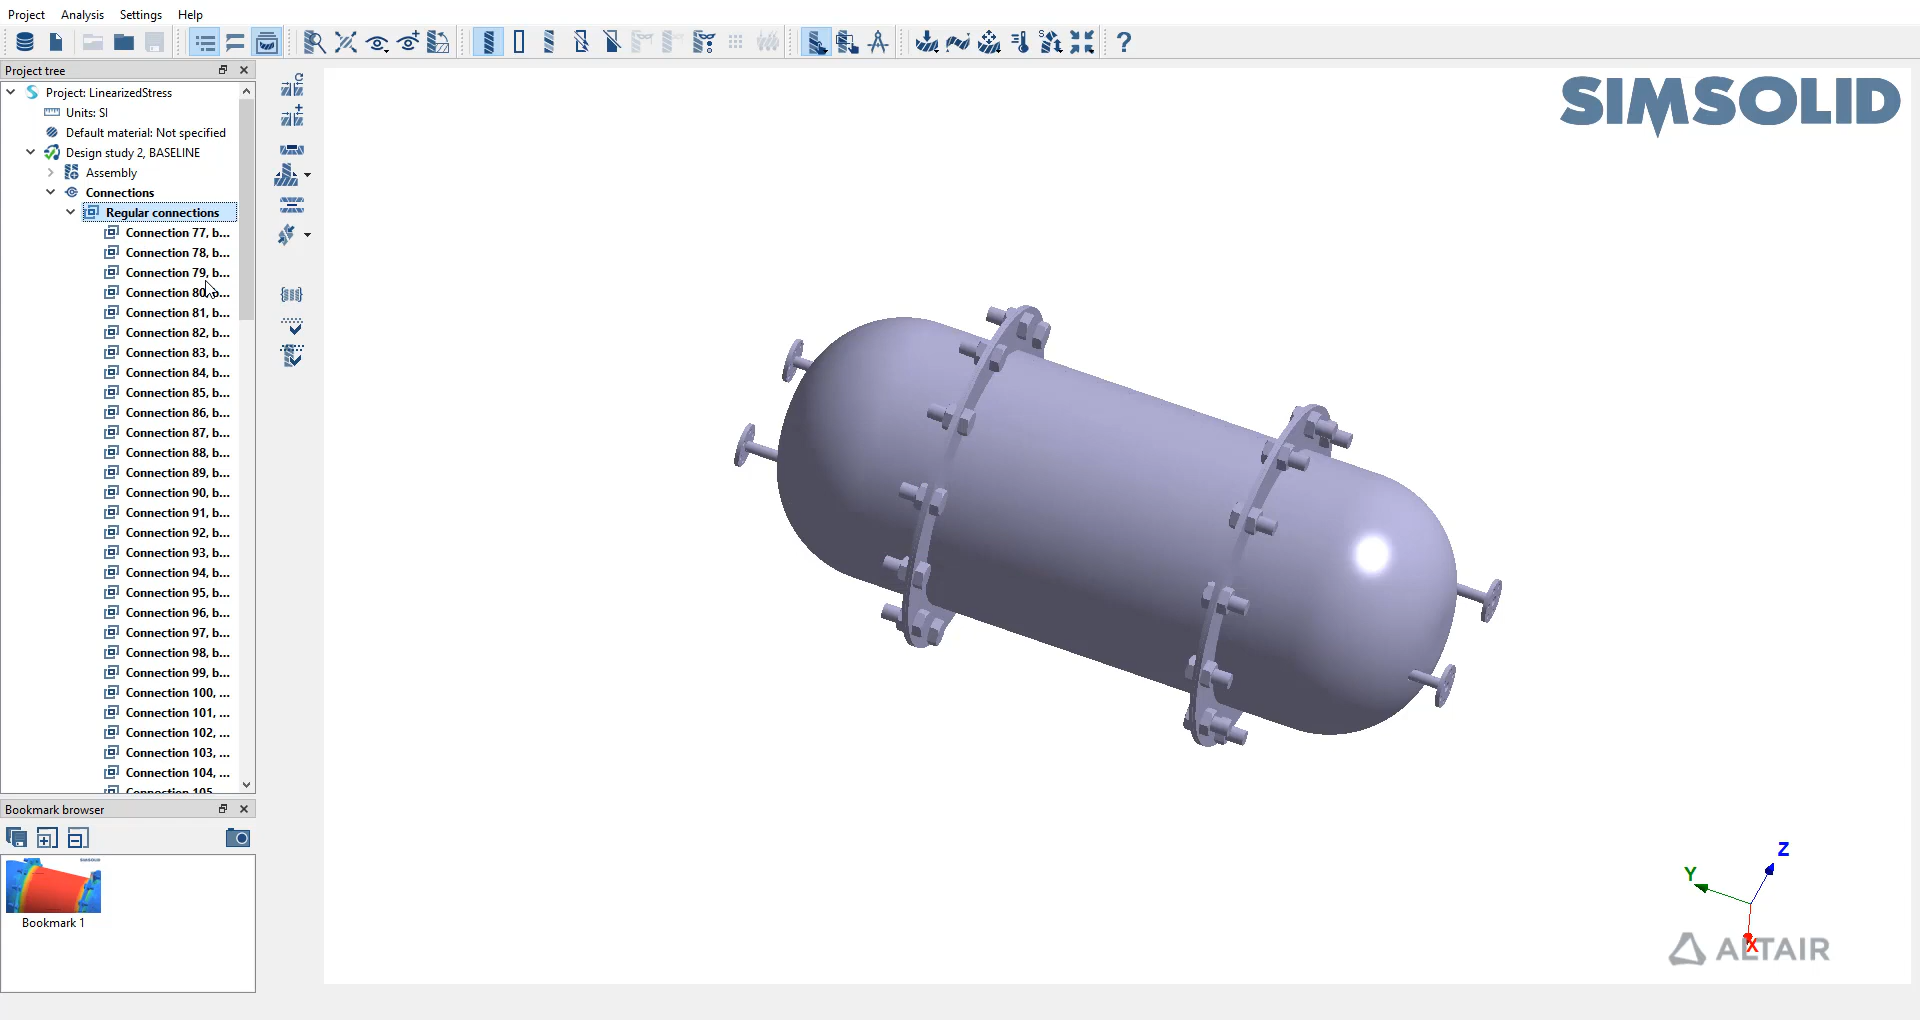 Project Analysis Settings Help
Project tree
Project: LinearizedStress
Units: SI
Default material: Not specified
Design study 2, BASELINE
Assembly
Connections
Regular connections
Connection 77, b...
Connection 78, b...
Connection 79, b...
Connection 80, b...
Connection 81, b...
Connection 82, b...
Connection 83, b...
Connection 84, b...
Connection 85, b...
Connection 86, b...
Connection 87, b...
Connection 88, b...
Connection 89, b...
Connection 90, b...
Connection 91, b...
Connection 92, b...
Connection 93, b...
Connection 94, b...
Connection 95, b...
Connection 96, b...
Connection 97, b...
Connection 98, b...
Connection 99, b...
Connection 100, ...
Connection 101, ...
Connection 102, ...
Connection 103, ...
Connection 104, ...
Connection 105
Bookmark browser
Bookmark 1
SIMSOLID
Z
Y
X
ALTAIR